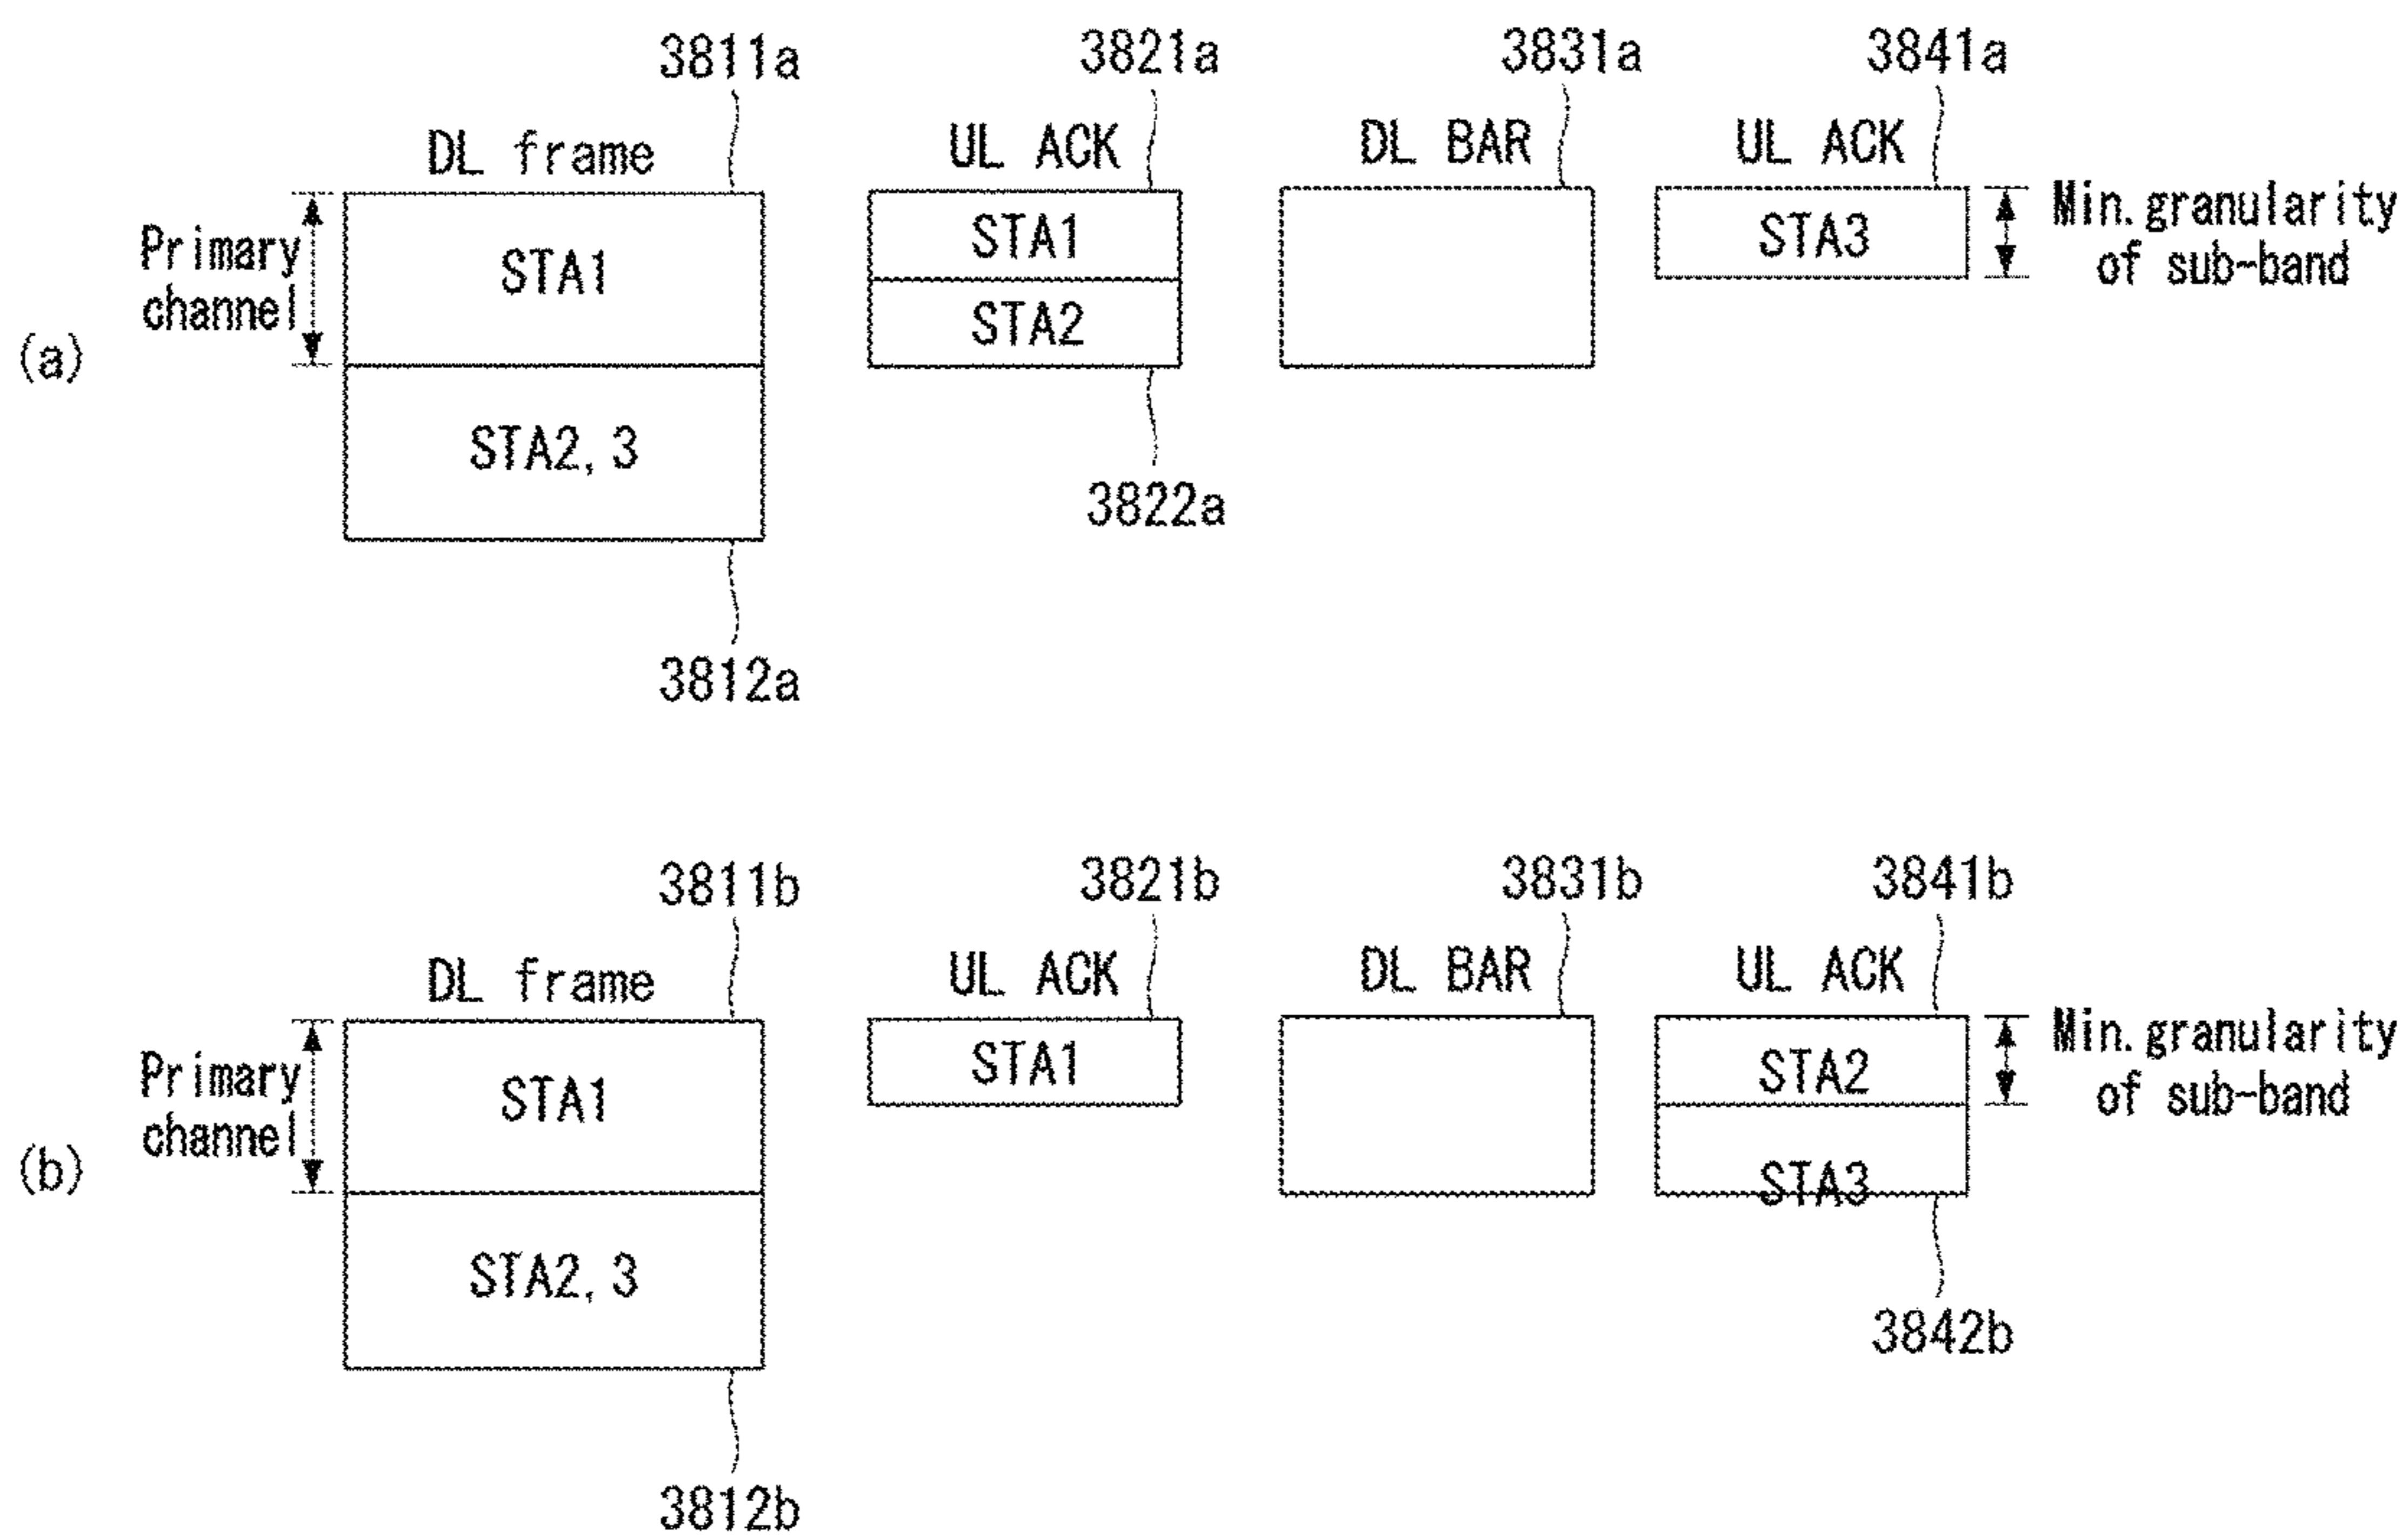 3811a
3821a
3831a
3841a
DL frame
UL ACK
DL BAR
UL ACK
Primary
channel
STA1
STA1
STA2
STA3
Min.granularity
of sub-band
(a)
STA2, 3
3822a
3812a
3811b
3821b
3831b
3841b
DL frame
UL ACK
DL BAR
UL ACK
Primary
channel
STA1
STA1
STA2
STA3
Min.granularity
of sub-band
(b)
STA2, 3
3842b
3812b